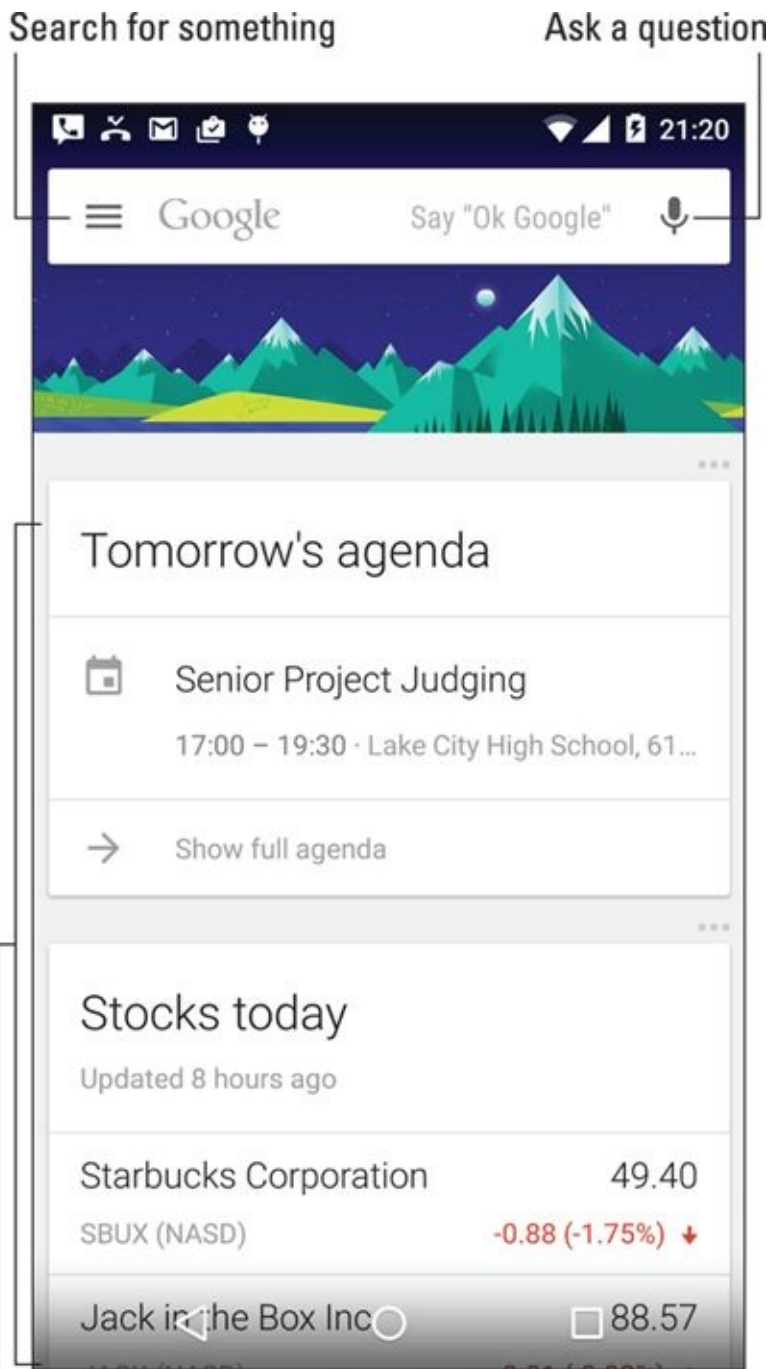 Search for something
Ask a question
21:20
Google
Say "Ok Google"
Tomorrow's agenda
Senior Project Judging
17:00 – 19:30 · Lake City High School, 61...
Show full agenda
Stocks today
Updated 8 hours ago
Starbucks Corporation
49.40
SBUX (NASD)
-0.88 (-1.75%)
Jack in the Box Inc
88.57